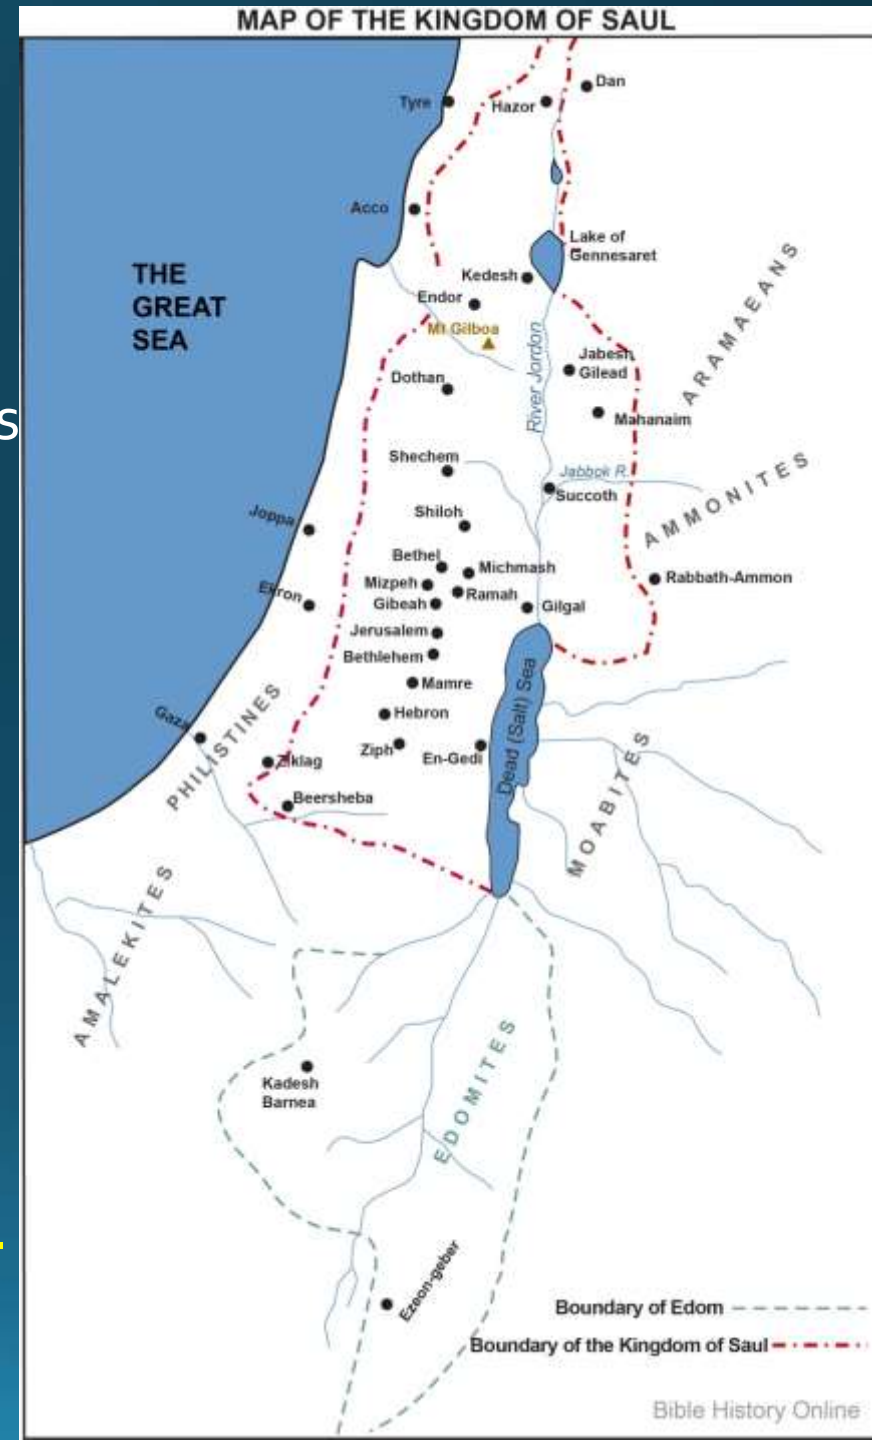 MAP OF THE KINGDOM OF SAUL
Dan
Tyre
Hazor
Acco
Lake of
Gennesaret
THE
GREAT
SEA
Kedesh
Endor
ARAMAEANS
Mt Gilboa
River Jordon
Jabesh
Gilead
Dothan
s
Mahanaim
Shechem
Jabbok R.
Succoth
AMMONITES
Shiloh
Joppa
Bethel
Michmash
Mizpeh
Rabbath-Ammon
Ramah
Ekron
Gibeah
Gilgal
Jerusalem
Bethlehem
Mamre
Dead (Salt) Sea
Hebron
Gaza
PHILISTINES
Ziph
En-Gedi
Ziklag
MOABITES
Beersheba
AMALEKITES
EDOMITES
Kadesh
Barnea
Ezeon-geber
Boundary of Edom
Boundary of the Kingdom of Saul
Bible History Online